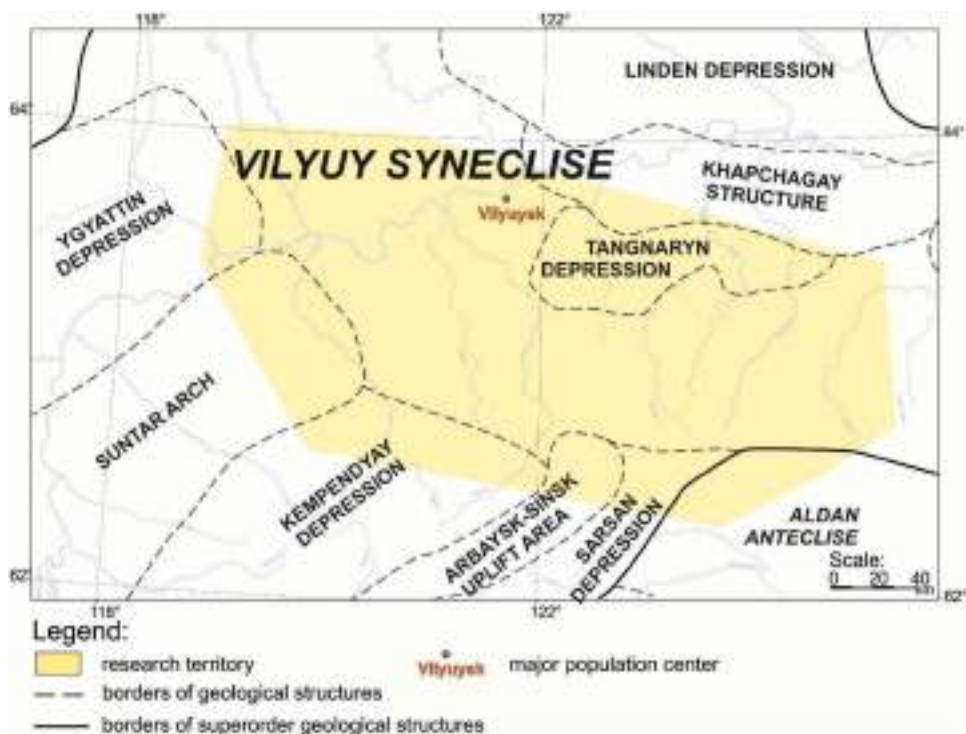 118°
122°
64°
64°
LINDEN DEPRESSION
VILYUY SYNECLISE
KHAPCHAGAY
STRUCTURE
Vilyuysk
YGYATTIN
DEPRESSION
TANGNARYN
DEPRESSION
SUNTAR ARCH
KEMPENDYAY
DEPRESSION
ARBAYSK-SINSK
UPLIFT AREA
SARSAN
DEPRESSION
ALDAN
ANTECLISE
Scale:
0 20 40
km
62°
62°
118°
122°
Legend:
research territory
Vilyuysk
major population center
borders of geological structures
borders of superorder geological structures